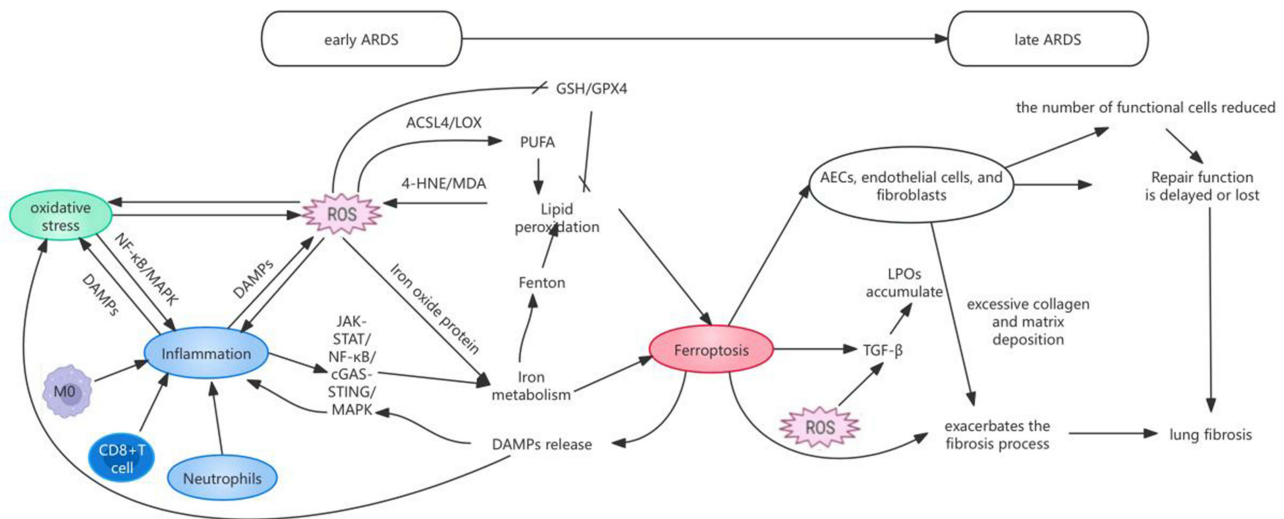 early ARDS
late ARDS
GSH/GPX4
the number of functional cells reduced
ACSL4/LOX
PUFA
4-HNE/MDA
AECs, endothelial cells, and
fibroblasts
Repair function
is delayed or lost
oxidative
stress
ROS
Lipid
peroxidation
NF-κB/MAPK
DAMPs
DAMPs
Iron oxide protein
Fenton
LPOs
accumulate
excessive collagen
and matrix
deposition
Inflammation
JAK-
STAT/
NF-κB/
cGAS-
STING/
MAPK
Ferroptosis
TGF-β
M0
Iron
metabolism
ROS
CD8+T
cell
Neutrophils
DAMPs release
exacerbates the
fibrosis process
lung fibrosis